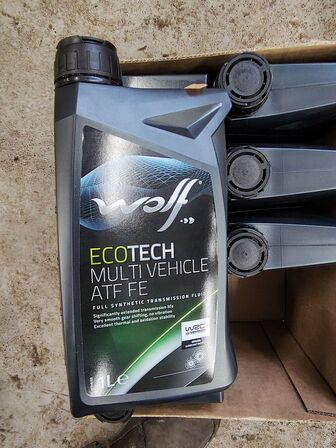 wolf
ECOTECH
MULTI VEHICLE
ATF FE
FULL SYNTHETIC TRANSMISSION FLUID
Significantly extended transmission life
Very smooth gear shifting, no vibration
Excellent thermal and oxidation stability
WRC
1L e